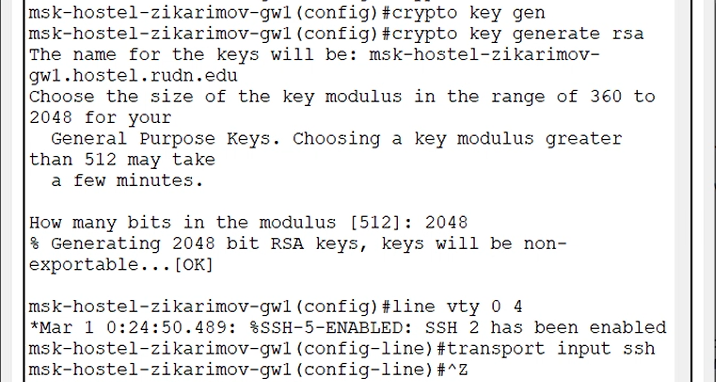 msk-hostel-zikarimov-gw1(config)#crypto key gen
msk-hostel-zikarimov-gw1(config)#crypto key generate rsa
The name for the keys will be: msk-hostel-zikarimov-
gw1.hostel.rudn.edu
Choose the size of the key modulus in the range of 360 to
2048 for your
  General Purpose Keys. Choosing a key modulus greater
than 512 may take
  a few minutes.

How many bits in the modulus [512]: 2048
% Generating 2048 bit RSA keys, keys will be non-
exportable...[OK]

msk-hostel-zikarimov-gw1(config)#line vty 0 4
*Mar 1 0:24:50.489: %SSH-5-ENABLED: SSH 2 has been enabled
msk-hostel-zikarimov-gw1(config-line)#transport input ssh
msk-hostel-zikarimov-gw1(config-line)#^Z